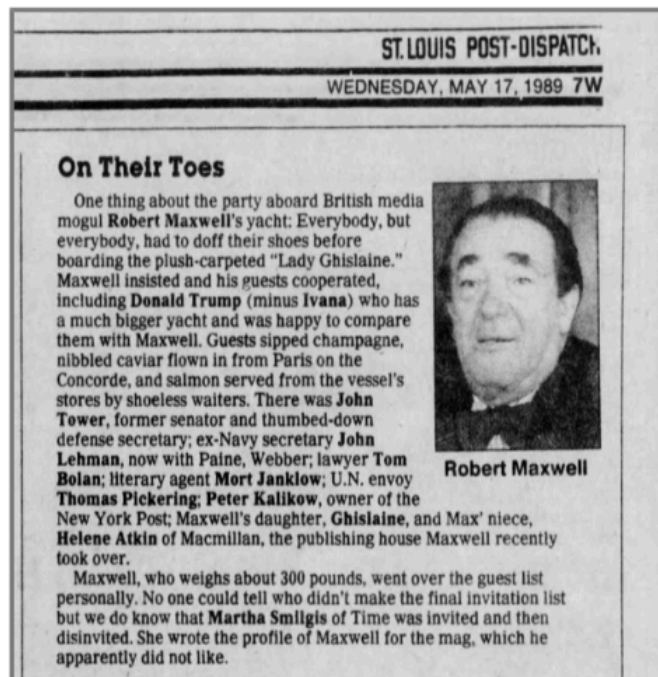 ST. LOUIS POST-DISPATCH
WEDNESDAY, MAY 17, 1989 7W
On Their Toes
One thing about the party aboard British media
mogul Robert Maxwell's yacht: Everybody, but
everybody, had to doff their shoes before
boarding the plush-carpeted "Lady Ghislaine."
Maxwell insisted and his guests cooperated,
including Donald Trump (minus Ivana) who has
a much bigger yacht and was happy to compare
them with Maxwell. Guests sipped champagne,
nibbled caviar flown in from Paris on the
Concorde, and salmon served from the vessel's
stores by shoeless waiters. There was John
Tower, former senator and thumbed-down
defense secretary; ex-Navy secretary John
Lehman, now with Paine, Webber; lawyer Tom
Bolan; literary agent Mort Janklow; U.N. envoy
Thomas Pickering; Peter Kalikow, owner of the
New York Post; Maxwell's daughter, Ghislaine, and Max' niece,
Helene Atkin of Macmillan, the publishing house Maxwell recently
took over.
Maxwell, who weighs about 300 pounds, went over the guest list
personally. No one could tell who didn't make the final invitation list
but we do know that Martha Smilgis of Time was invited and then
disinvited. She wrote the profile of Maxwell for the mag, which he
apparently did not like.
Robert Maxwell